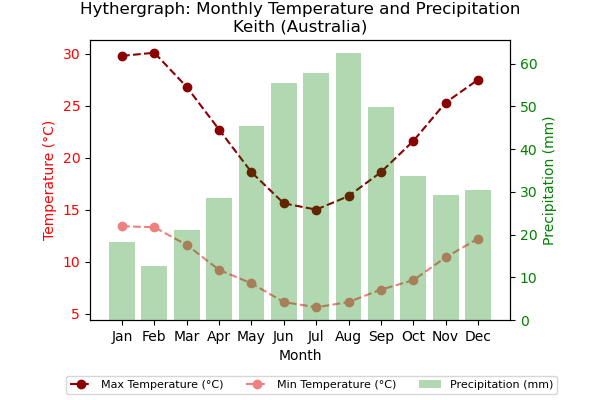 Hythergraph: Monthly Temperature and Precipitation
Keith (Australia)
Temperature (°C)
30
25
20
15
10
5
Precipitation (mm)
60
50
40
30
20
10
0
Jan Feb Mar Apr May Jun Jul Aug Sep Oct Nov Dec
Month
Max Temperature (°C) Min Temperature (°C) Precipitation (mm)